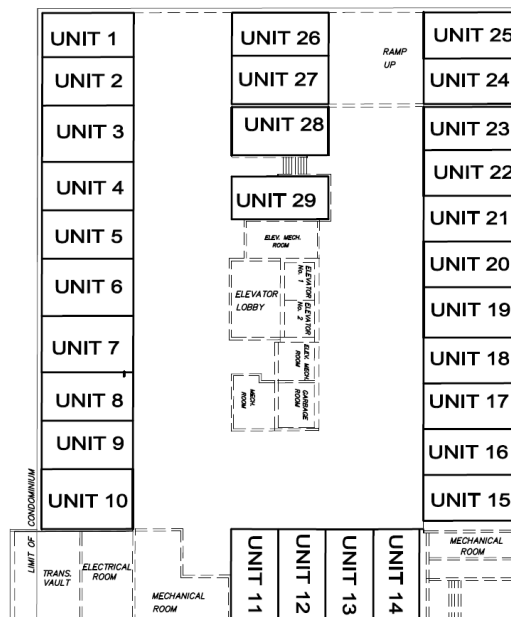 UNIT 1
UNIT 2
UNIT 3
UNIT 4
UNIT 5
UNIT 6
UNIT 7
UNIT 8
UNIT 9
UNIT 10
LIMIT OF CONDOMINIUM
TRANS.
VAULT
ELECTRICAL
ROOM
MECHANICAL
ROOM
UNIT 26
UNIT 27
UNIT 28
UNIT 29
ELEV. MECH.
ROOM
ELEVATOR
LOBBY
ELEVATOR
No. 1
ELEVATOR
No. 2
ELEV. MECH.
ROOM
MECH.
ROOM
GARBAGE
ROOM
UNIT 11
UNIT 12
UNIT 13
UNIT 14
RAMP
UP
UNIT 25
UNIT 24
UNIT 23
UNIT 22
UNIT 21
UNIT 20
UNIT 19
UNIT 18
UNIT 17
UNIT 16
UNIT 15
MECHANICAL
ROOM